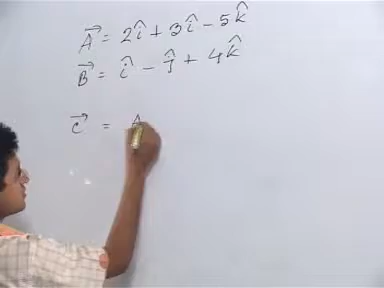 A⃗ = 2î + 3î - 5k̂
B⃗ = î - ĵ + 4k̂
C⃗ = A